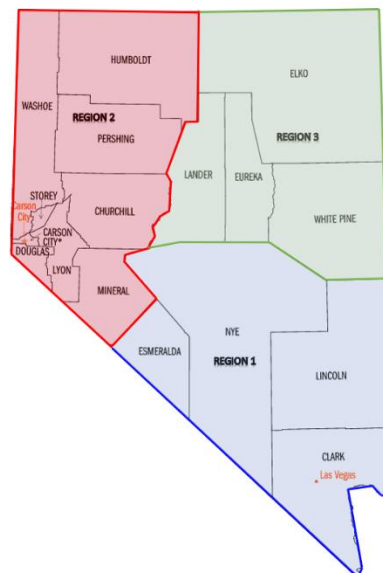 HUMBOLDT
ELKO
WASHOE
REGION 2
REGION 3
PERSHING
LANDER
EUREKA
STOREY
Carson
City
CHURCHILL
WHITE PINE
CARSON
CITY*
DOUGLAS
LYON
MINERAL
NYE
ESMERALDA
REGION 1
LINCOLN
CLARK
Las Vegas